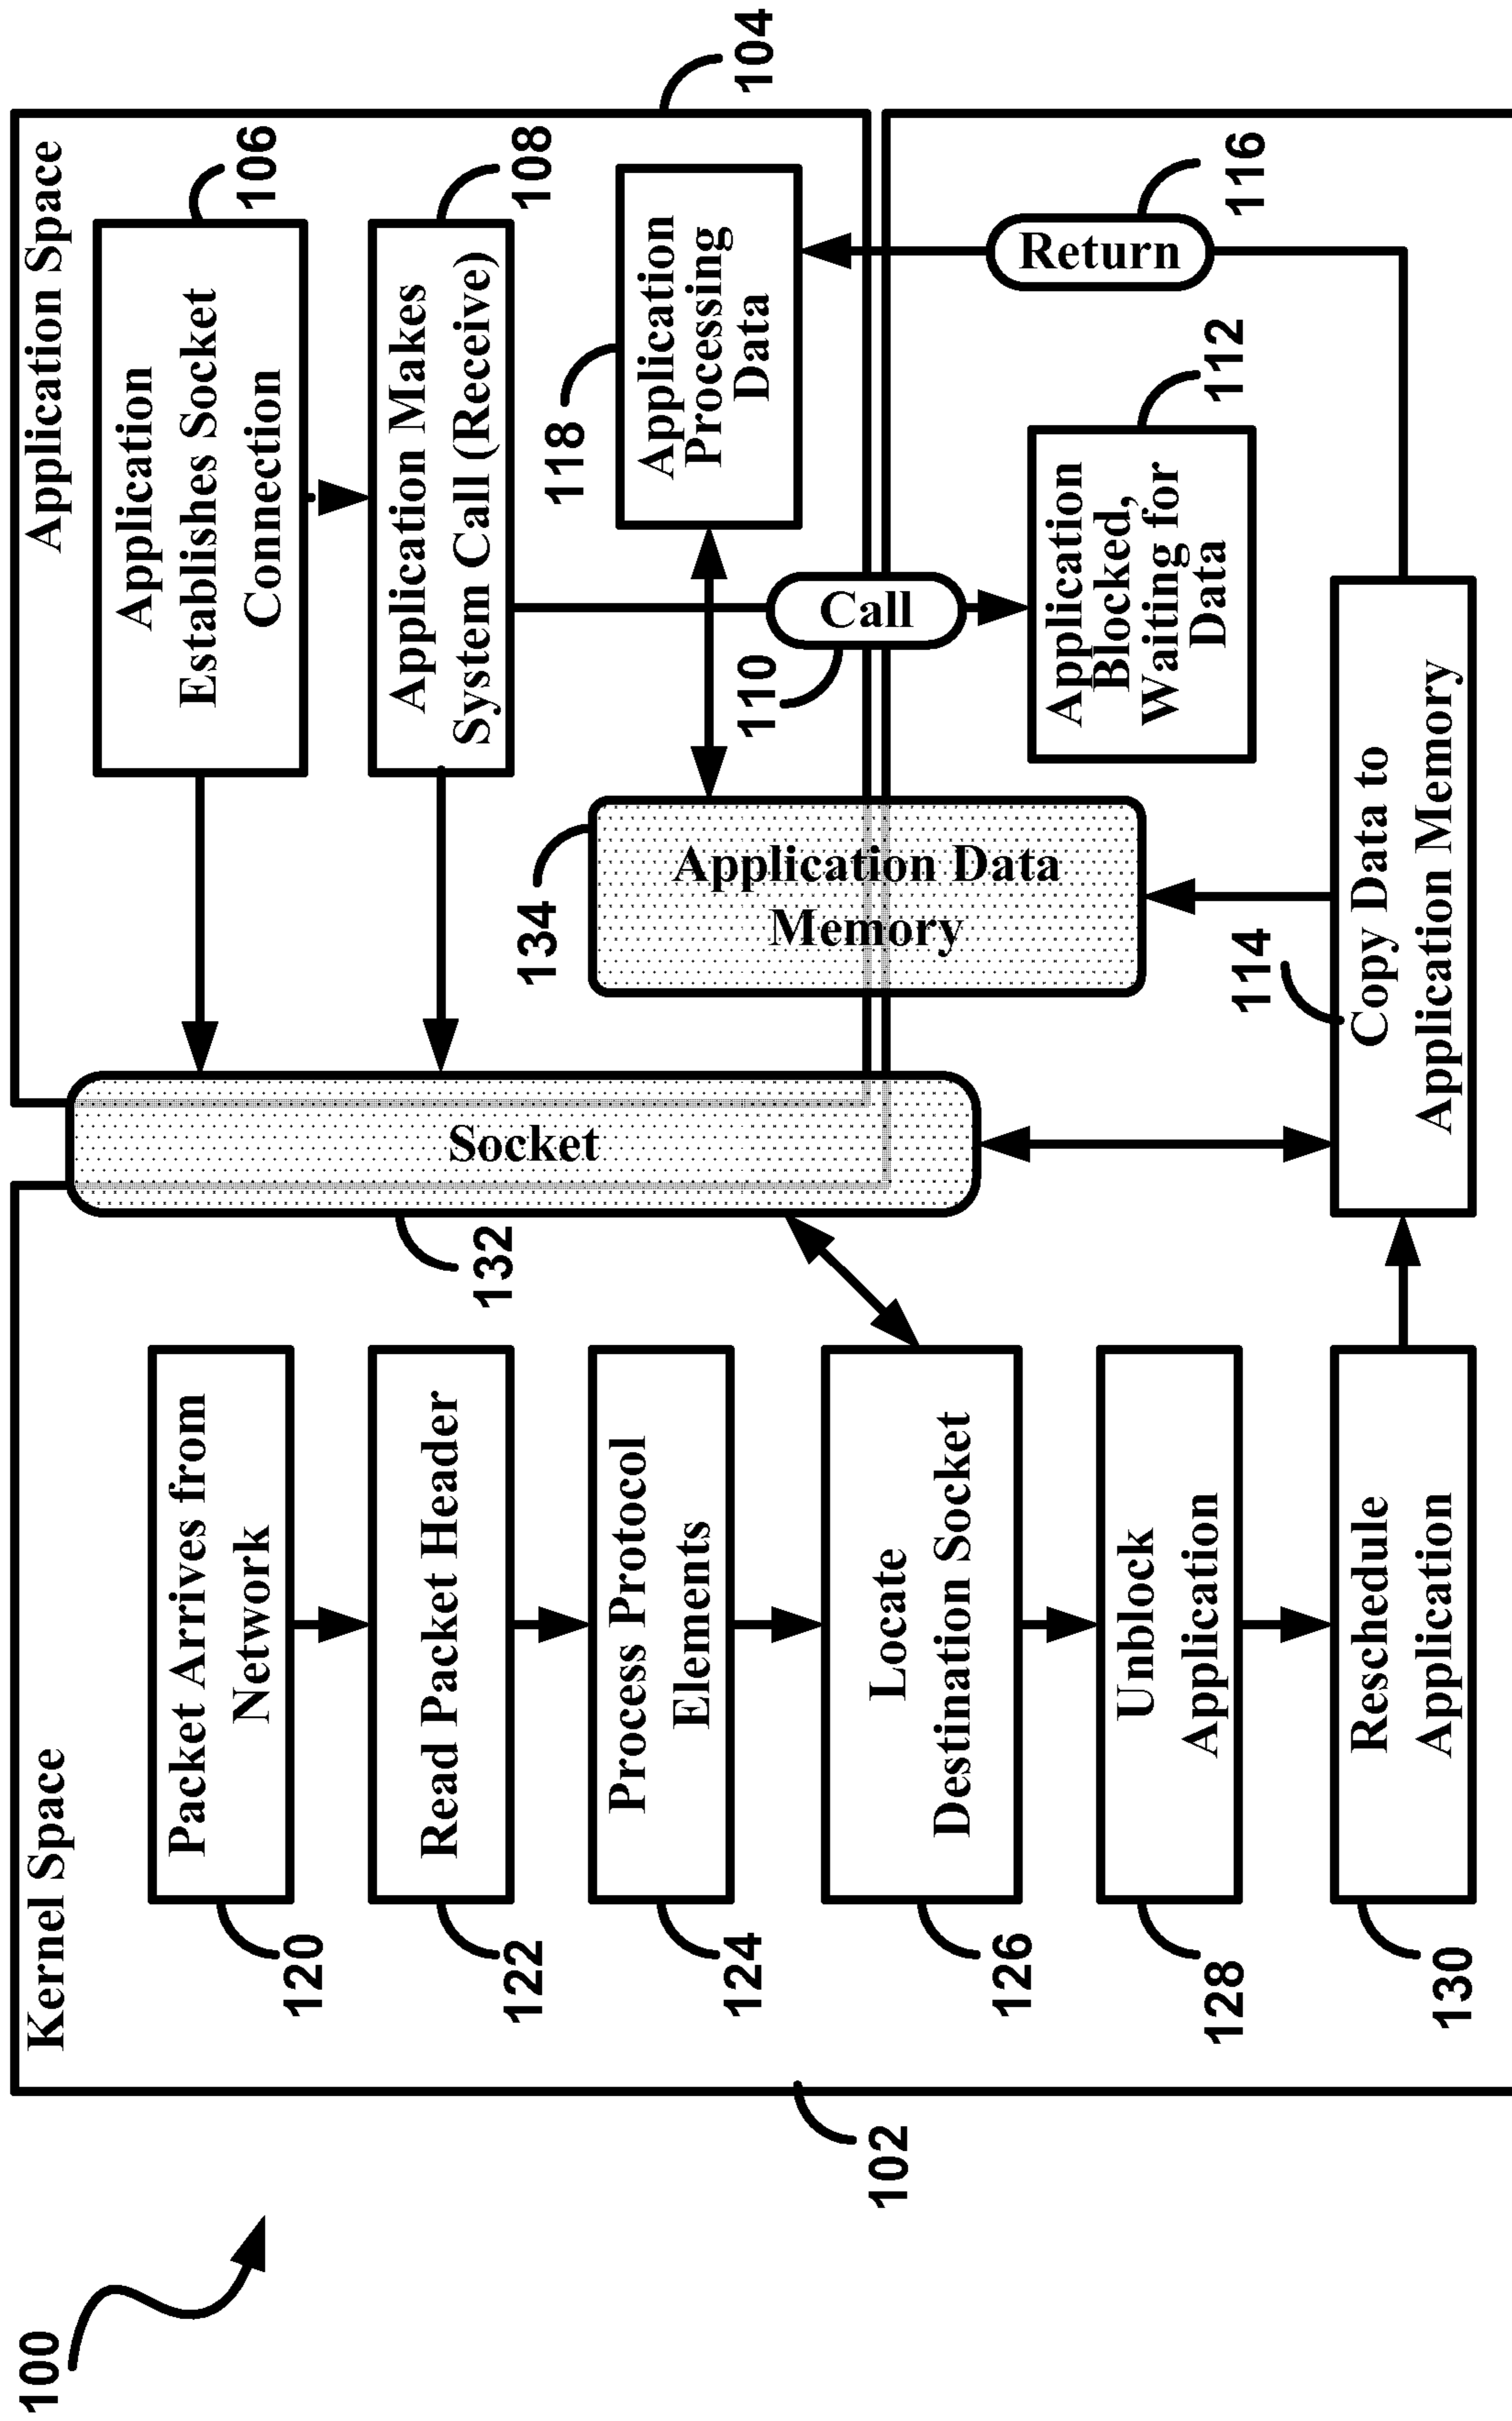 100
Kernel Space
102
Packet Arrives from
Network
120
Read Packet Header
122
Process Protocol
Elements
124
Locate
Destination Socket
126
Unblock
Application
128
Reschedule
Application
130
Socket
132
Application Space
104
Application
Establishes Socket
Connection
106
Application Makes
System Call (Receive)
108
118
Application
Processing
Data
Call
110
Application Data
Memory
134
Application
Blocked,
Waiting for
Data
112
Return
116
114
Copy Data to
Application Memory